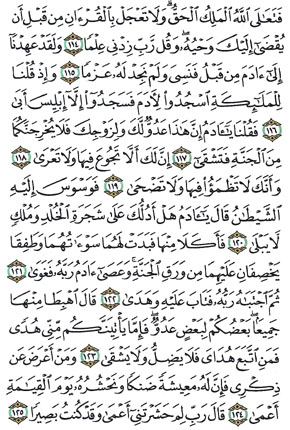 فَتَعَٰلَى ٱللَّهُ ٱلْمَلِكُ ٱلْحَقُّ ۗ وَلَا تَعْجَلْ بِٱلْقُرْءَانِ مِن قَبْلِ أَن
يُقْضَىٰٓ إِلَيْكَ وَحْيُهُۥ ۖ وَقُل رَّبِّ زِدْنِى عِلْمًا ١١٤ وَلَقَدْ عَهِدْنَآ
إِلَىٰٓ ءَادَمَ مِن قَبْلُ فَنَسِىَ وَلَمْ نَجِدْ لَهُۥ عَزْمًا ١١٥ وَإِذْ قُلْنَا
لِلْمَلَٰٓئِكَةِ ٱسْجُدُوا۟ لِءَادَمَ فَسَجَدُوٓا۟ إِلَّآ إِبْلِيسَ أَبَىٰ
١١٦ فَقُلْنَا يَٰٓـَٔادَمُ إِنَّ هَٰذَا عَدُوٌّ لَّكَ وَلِزَوْجِكَ فَلَا يُخْرِجَنَّكُمَا
مِنَ ٱلْجَنَّةِ فَتَشْقَىٰٓ ١١٧ إِنَّ لَكَ أَلَّا تَجُوعَ فِيهَا وَلَا تَعْرَىٰ ١١٨
وَأَنَّكَ لَا تَظْمَؤُا۟ فِيهَا وَلَا تَضْحَىٰ ١١٩ فَوَسْوَسَ إِلَيْهِ
ٱلشَّيْطَٰنُ قَالَ يَٰٓـَٔادَمُ هَلْ أَدُلُّكَ عَلَىٰ شَجَرَةِ ٱلْخُلْدِ وَمُلْكٍ
لَّا يَبْلَىٰ ١٢٠ فَأَكَلَا مِنْهَا فَبَدَتْ لَهُمَا سَوْءَٰتُهُمَا وَطَفِقَا
يَخْصِفَانِ عَلَيْهِمَا مِن وَرَقِ ٱلْجَنَّةِ ۚ وَعَصَىٰٓ ءَادَمُ رَبَّهُۥ فَغَوَىٰ ١٢١
ثُمَّ ٱجْتَبَٰهُ رَبُّهُۥ فَتَابَ عَلَيْهِ وَهَدَىٰ ١٢٢ قَالَ ٱهْبِطَا مِنْهَا
جَمِيعًۢا ۖ بَعْضُكُمْ لِبَعْضٍ عَدُوٌّ ۖ فَإِمَّا يَأْتِيَنَّكُم مِّنِّى هُدًى
فَمَنِ ٱتَّبَعَ هُدَاىَ فَلَا يَضِلُّ وَلَا يَشْقَىٰ ١٢٣ وَمَنْ أَعْرَضَ عَن
ذِكْرِى فَإِنَّ لَهُۥ مَعِيشَةً ضَنكًا وَنَحْشُرُهُۥ يَوْمَ ٱلْقِيَٰمَةِ
أَعْمَىٰ ١٢٤ قَالَ رَبِّ لِمَ حَشَرْتَنِىٓ أَعْمَىٰ وَقَدْ كُنتُ بَصِيرًا ١٢٥